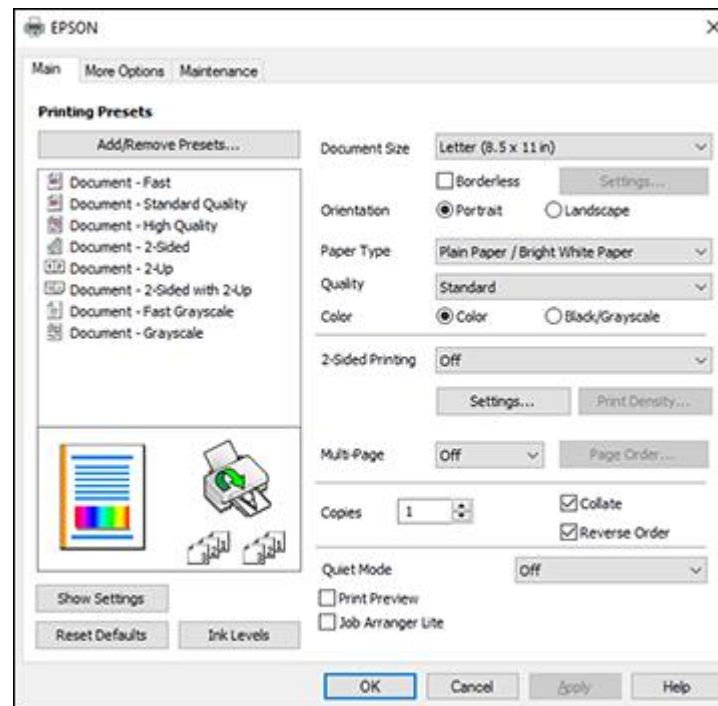 EPSON
Main More Options Maintenance
Printing Presets
Add/Remove Presets...
Document - Fast
Document - Standard Quality
Document - High Quality
Document - 2-Sided
Document - 2-Up
Document - 2-Sided with 2-Up
Document - Fast Grayscale
Document - Grayscale
Show Settings
Reset Defaults Ink Levels
Document Size Letter (8.5 x 11 in)
Borderless Settings...
Orientation Portrait Landscape
Paper Type Plain Paper / Bright White Paper
Quality Standard
Color Color Black/Grayscale
2-Sided Printing Off
Settings... Print Density...
Multi-Page Off Page Order...
Copies 1 Collate
Reverse Order
Quiet Mode Off
Print Preview
Job Arranger Lite
OK Cancel Apply Help